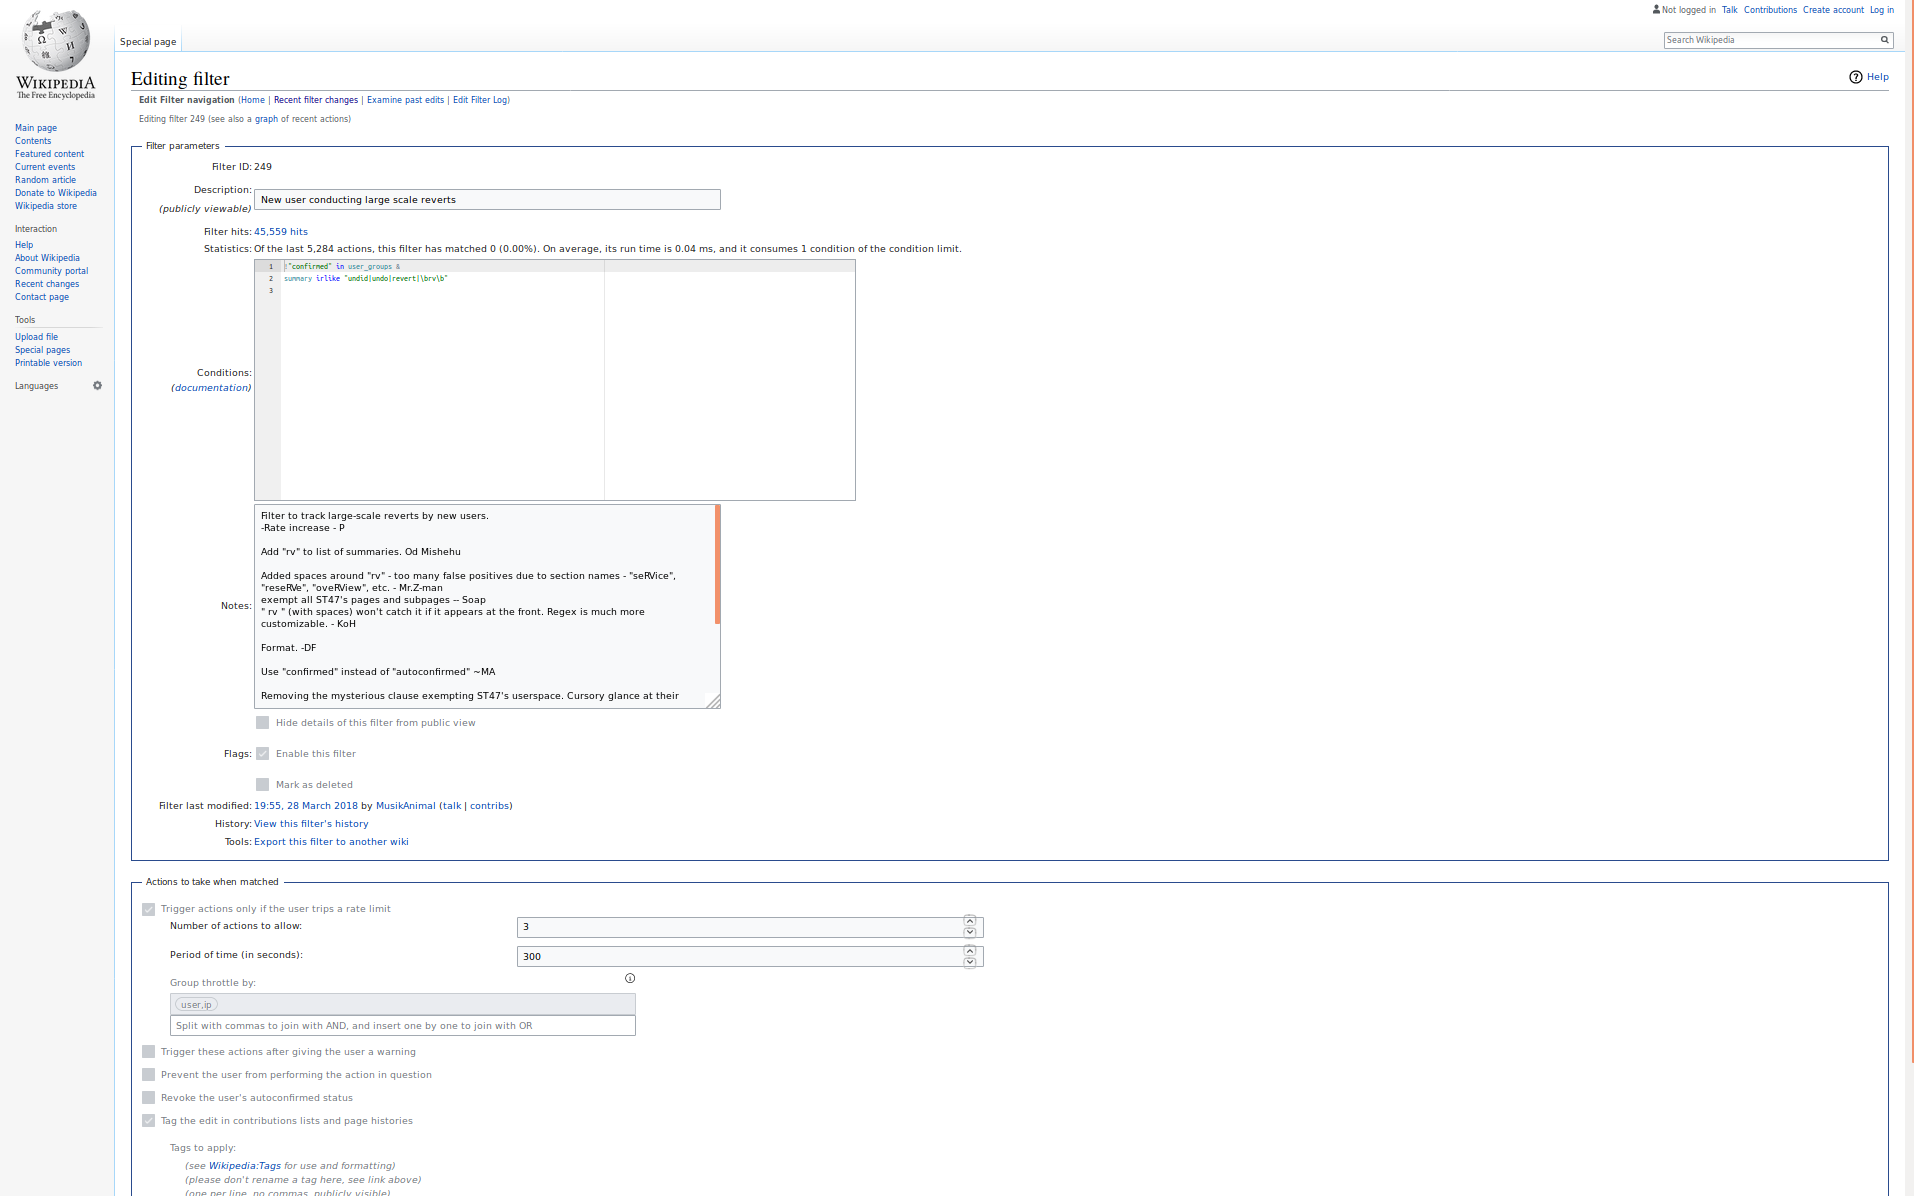 Not logged in Talk Contributions Create account Log in
Special page
Search Wikipedia
WIKIPEDIA
The Free Encyclopedia
Main page
Contents
Featured content
Current events
Random article
Donate to Wikipedia
Wikipedia store
Interaction
Help
About Wikipedia
Community portal
Recent changes
Contact page
Tools
Upload file
Special pages
Printable version
Languages
Editing filter
Help
Edit Filter navigation (Home | Recent filter changes | Examine past edits | Edit Filter Log)
Editing filter 249 (see also a graph of recent actions)
Filter parameters
Filter ID: 249
Description:
(publicly viewable)
New user conducting large scale reverts
Filter hits: 45,559 hits
Statistics: Of the last 5,284 actions, this filter has matched 0 (0.00%). On average, its run time is 0.04 ms, and it consumes 1 condition of the condition limit.
Conditions:
(documentation)
1 !"confirmed" in user_groups &
2 summary irlike "undid|undo|revert|\brv\b"
3
Notes:
Filter to track large-scale reverts by new users.
-Rate increase - P
Add "rv" to list of summaries. Od Mishehu
Added spaces around "rv" - too many false positives due to section names - "seRVice",
"reseRVe", "oveRView", etc. - Mr.Z-man
exempt all ST47's pages and subpages -- Soap
" rv " (with spaces) won't catch it if it appears at the front. Regex is much more
customizable. - KoH
Format. -DF
Use "confirmed" instead of "autoconfirmed" ~MA
Removing the mysterious clause exempting ST47's userspace. Cursory glance at their
Hide details of this filter from public view
Flags: Enable this filter
Mark as deleted
Filter last modified: 19:55, 28 March 2018 by MusikAnimal (talk | contribs)
History: View this filter's history
Tools: Export this filter to another wiki
Actions to take when matched
Trigger actions only if the user trips a rate limit
Number of actions to allow: 3
Period of time (in seconds): 300
Group throttle by:
user,ip
Split with commas to join with AND, and insert one by one to join with OR
Trigger these actions after giving the user a warning
Prevent the user from performing the action in question
Revoke the user's autoconfirmed status
Tag the edit in contributions lists and page histories
Tags to apply:
(see Wikipedia:Tags for use and formatting)
(please don't rename a tag here, see link above)
(one per line, no commas, publicly visible)